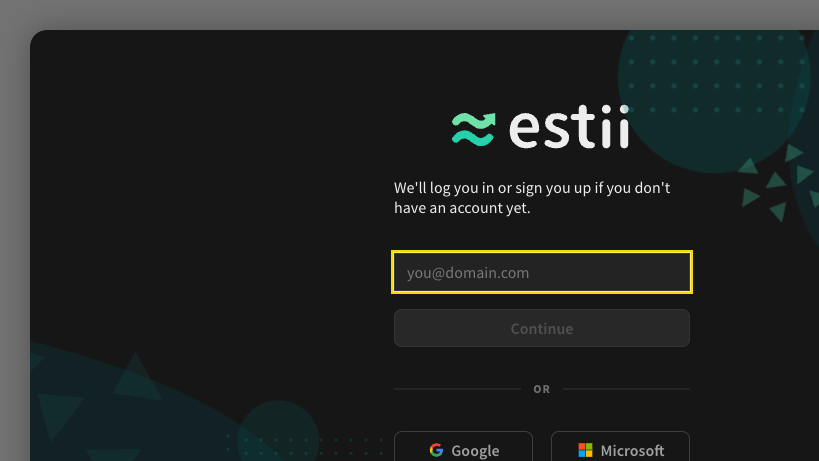 estii
We'll log you in or sign you up if you don't
have an account yet.
you@domain.com
Continue
OR
Google
Microsoft